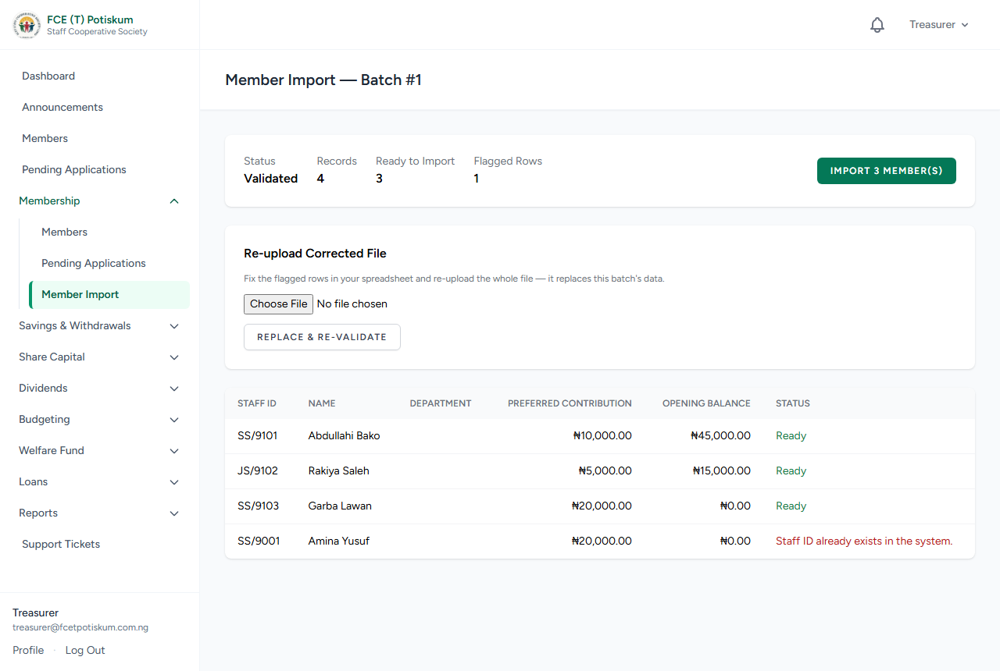 FCE (T) Potiskum
Staff Cooperative Society
Treasurer
Dashboard
Announcements
Members
Pending Applications
Membership
Members
Pending Applications
Member Import
Savings & Withdrawals
Share Capital
Dividends
Budgeting
Welfare Fund
Loans
Reports
Support Tickets
Treasurer
treasurer@fcetpotiskum.com.ng
Profile · Log Out
Member Import — Batch #1
Status Records Ready to Import Flagged Rows
Validated 4 3 1
IMPORT 3 MEMBER(S)
Re-upload Corrected File
Fix the flagged rows in your spreadsheet and re-upload the whole file — it replaces this batch's data.
Choose File No file chosen
REPLACE & RE-VALIDATE
STAFF ID NAME DEPARTMENT PREFERRED CONTRIBUTION OPENING BALANCE STATUS
SS/9101 Abdullahi Bako ₦10,000.00 ₦45,000.00 Ready
JS/9102 Rakiya Saleh ₦5,000.00 ₦15,000.00 Ready
SS/9103 Garba Lawan ₦20,000.00 ₦0.00 Ready
SS/9001 Amina Yusuf ₦20,000.00 ₦0.00 Staff ID already exists in the system.